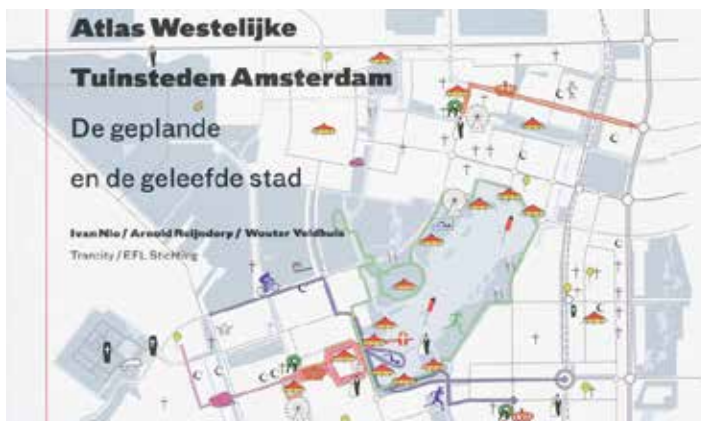 Atlas Westelijke
Tuinsteden Amsterdam
De geplande
en de geleefde stad
Ivan Nio / Arnold Reijndorp / Wouter Veldhuis
Trancity / EFL Stichting